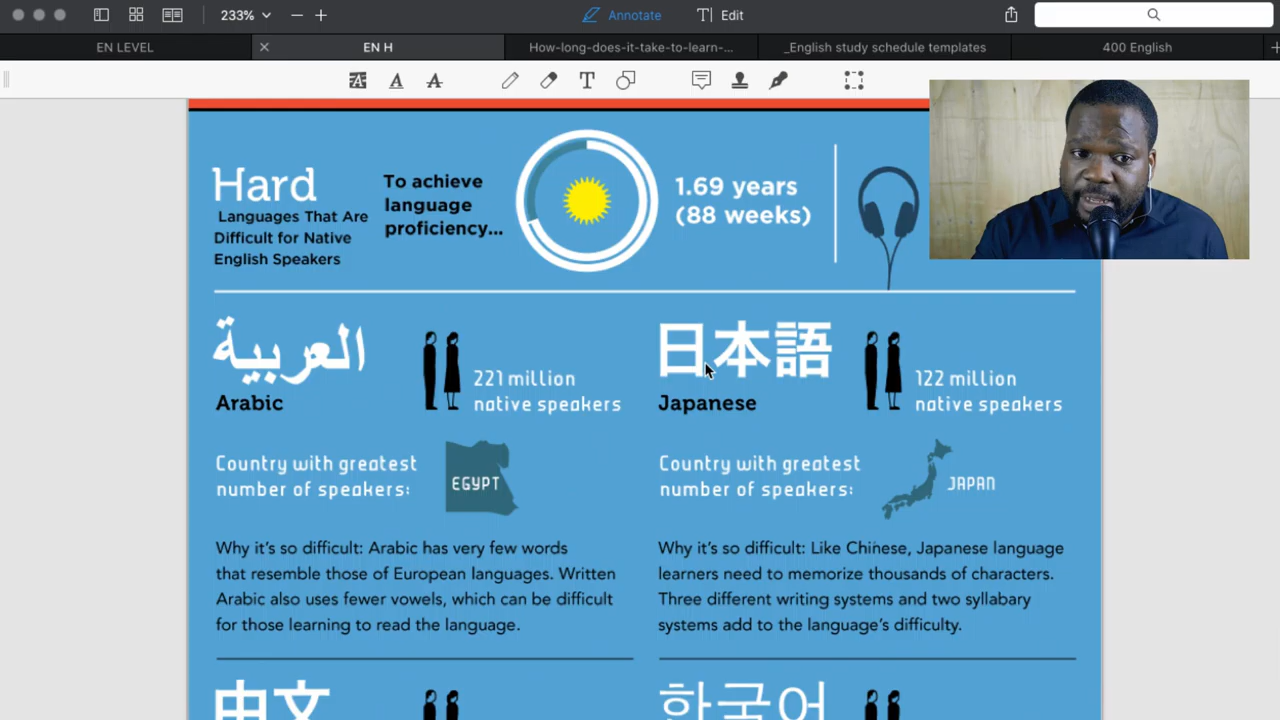 233%
Annotate
Edit
EN LEVEL
EN H
How-long-does-it-take-to-learn-...
_English study schedule templates
400 English
Hard
Languages That Are
Difficult for Native
English Speakers
To achieve
language
proficiency...
1.69 years
(88 weeks)
العربية
Arabic
221 million
native speakers
Country with greatest
number of speakers:
EGYPT
Why it's so difficult: Arabic has very few words
that resemble those of European languages. Written
Arabic also uses fewer vowels, which can be difficult
for those learning to read the language.
日本語
Japanese
122 million
native speakers
Country with greatest
number of speakers:
JAPAN
Why it's so difficult: Like Chinese, Japanese language
learners need to memorize thousands of characters.
Three different writing systems and two syllabary
systems add to the language's difficulty.
中文
한국어